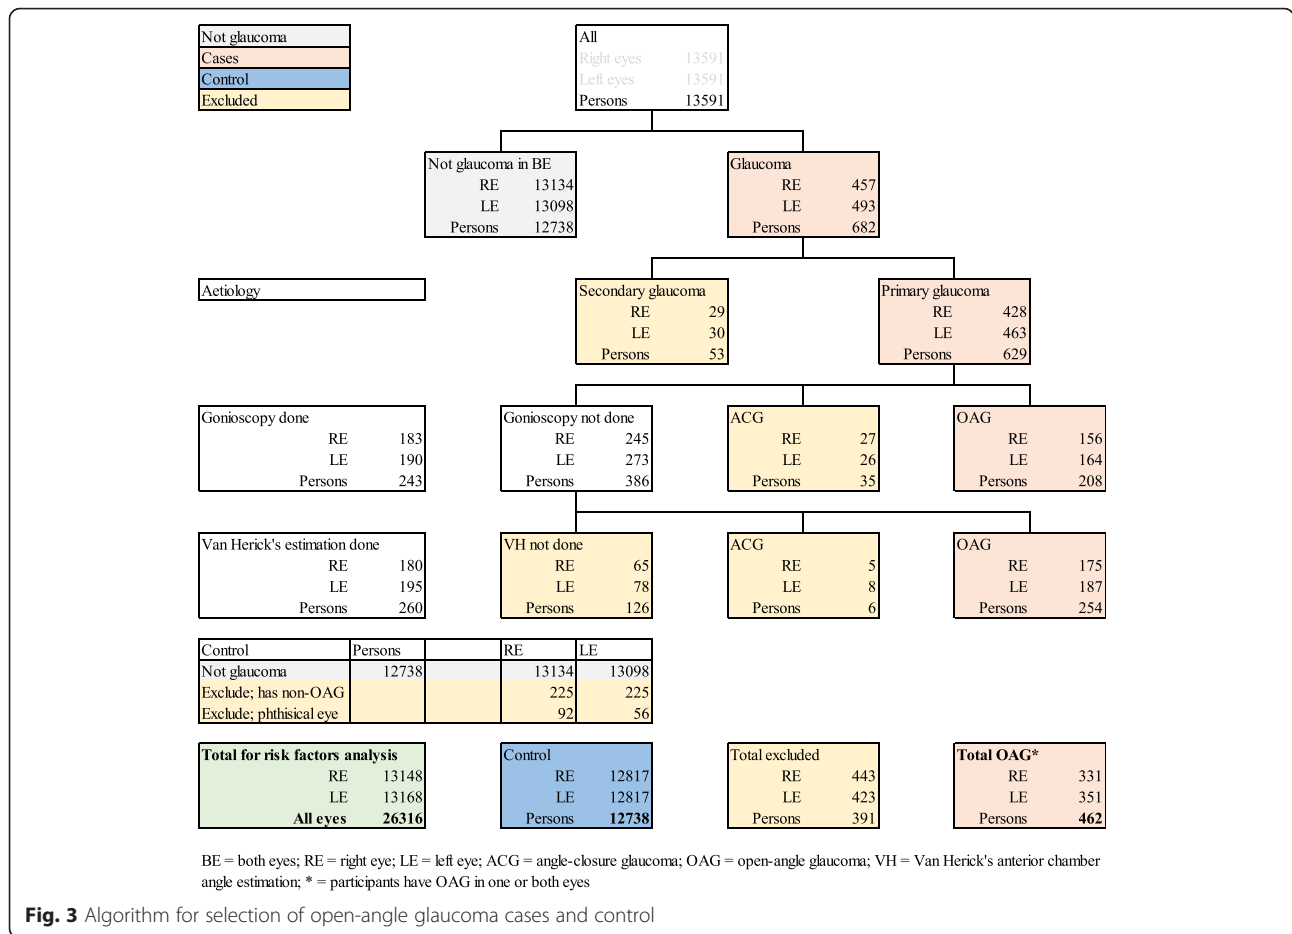 Not glaucoma
Cases
Control
Excluded
All
Right eyes 13591
Left eyes 13591
Persons 13591
Not glaucoma in BE
RE 13134
LE 13098
Persons 12738
Glaucoma
RE 457
LE 493
Persons 682
Aetiology
Secondary glaucoma
RE 29
LE 30
Persons 53
Primary glaucoma
RE 428
LE 463
Persons 629
Gonioscopy done
RE 183
LE 190
Persons 243
Gonioscopy not done
RE 245
LE 273
Persons 386
ACG
RE 27
LE 26
Persons 35
OAG
RE 156
LE 164
Persons 208
Van Herick's estimation done
RE 180
LE 195
Persons 260
VH not done
RE 65
LE 78
Persons 126
ACG
RE 5
LE 8
Persons 6
OAG
RE 175
LE 187
Persons 254
Control Persons RE LE
Not glaucoma 12738 13134 13098
Exclude; has non-OAG 225 225
Exclude; phthisical eye 92 56
Total for risk factors analysis
RE 13148
LE 13168
All eyes 26316
Control
RE 12817
LE 12817
Persons 12738
Total excluded
RE 443
LE 423
Persons 391
Total OAG*
RE 331
LE 351
Persons 462
BE = both eyes; RE = right eye; LE = left eye; ACG = angle-closure glaucoma; OAG = open-angle glaucoma; VH = Van Herick's anterior chamber
angle estimation; * = participants have OAG in one or both eyes
Fig. 3 Algorithm for selection of open-angle glaucoma cases and control